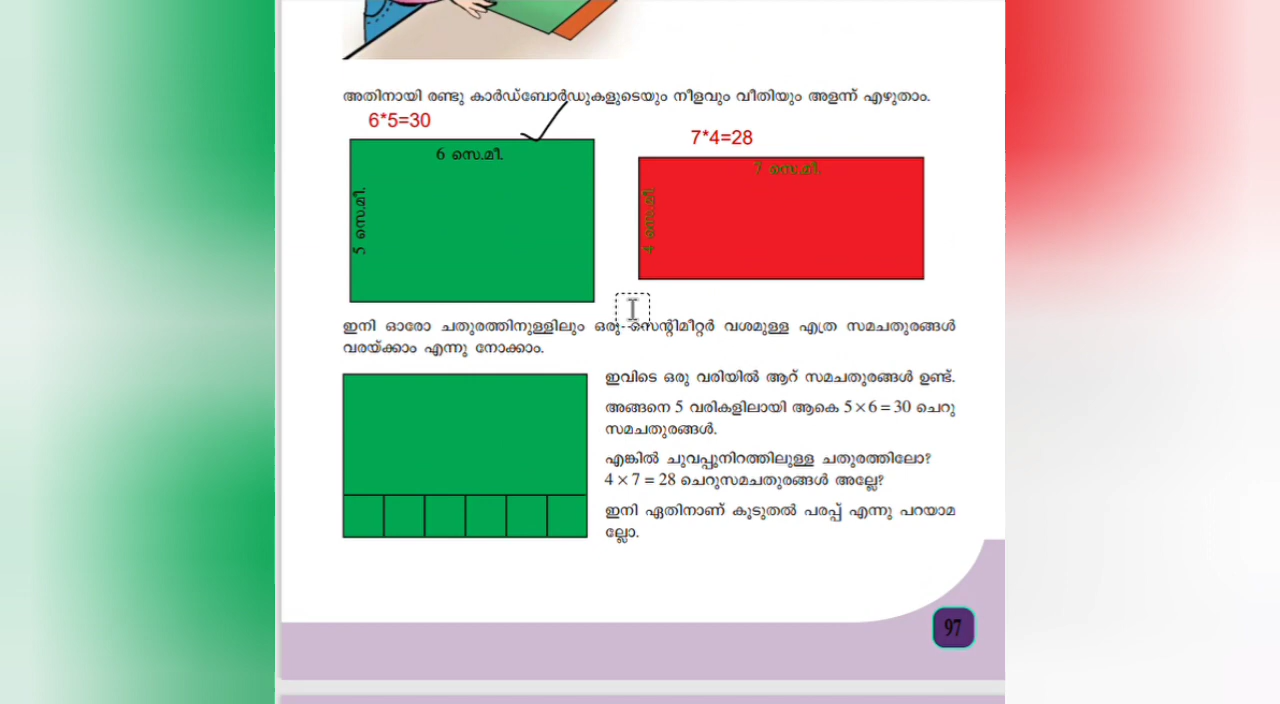 അതിനായി രണ്ടു കാർഡ്ബോർഡുകളുടെയും നീളവും വീതിയും അളന്ന് എഴുതാം.
6*5=30
7*4=28
6 സെ.മീ.
7 സെ.മീ.
5 സെ.മീ.
4 സെ.മീ.
ഇനി ഓരോ ചതുരത്തിനുള്ളിലും ഒരു സെന്റിമീറ്റർ വശമുള്ള എത്ര സമചതുരങ്ങൾ
വരയ്ക്കാം എന്നു നോക്കാം.
ഇവിടെ ഒരു വരിയിൽ ആറ് സമചതുരങ്ങൾ ഉണ്ട്.
അങ്ങനെ 5 വരികളിലായി ആകെ 5 × 6 = 30 ചെറു
സമചതുരങ്ങൾ.
എങ്കിൽ ചുവപ്പുനിറത്തിലുള്ള ചതുരത്തിലോ?
4 × 7 = 28 ചെറുസമചതുരങ്ങൾ അല്ലേ?
ഇനി ഏതിനാണ് കൂടുതൽ പരപ്പ് എന്നു പറയാമ
ല്ലോ.
97